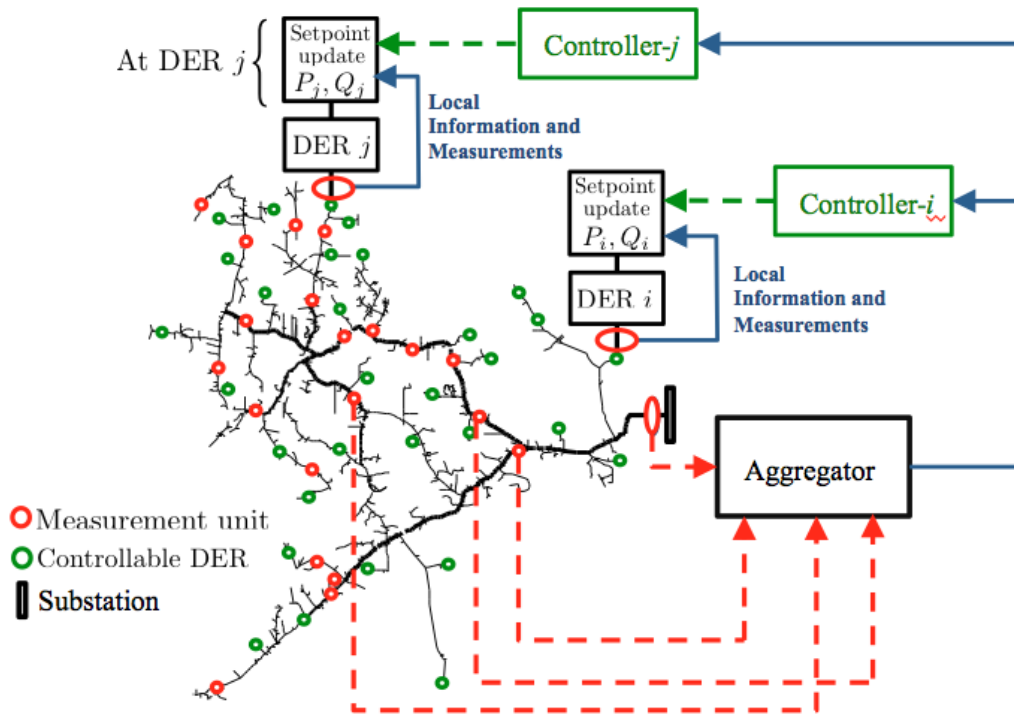 At DER j
Setpoint
update
P_j, Q_j
Controller-j
Local
Information and
Measurements
DER j
Setpoint
update
P_i, Q_i
Controller-i
DER i
Local
Information and
Measurements
Aggregator
Measurement unit
Controllable DER
Substation